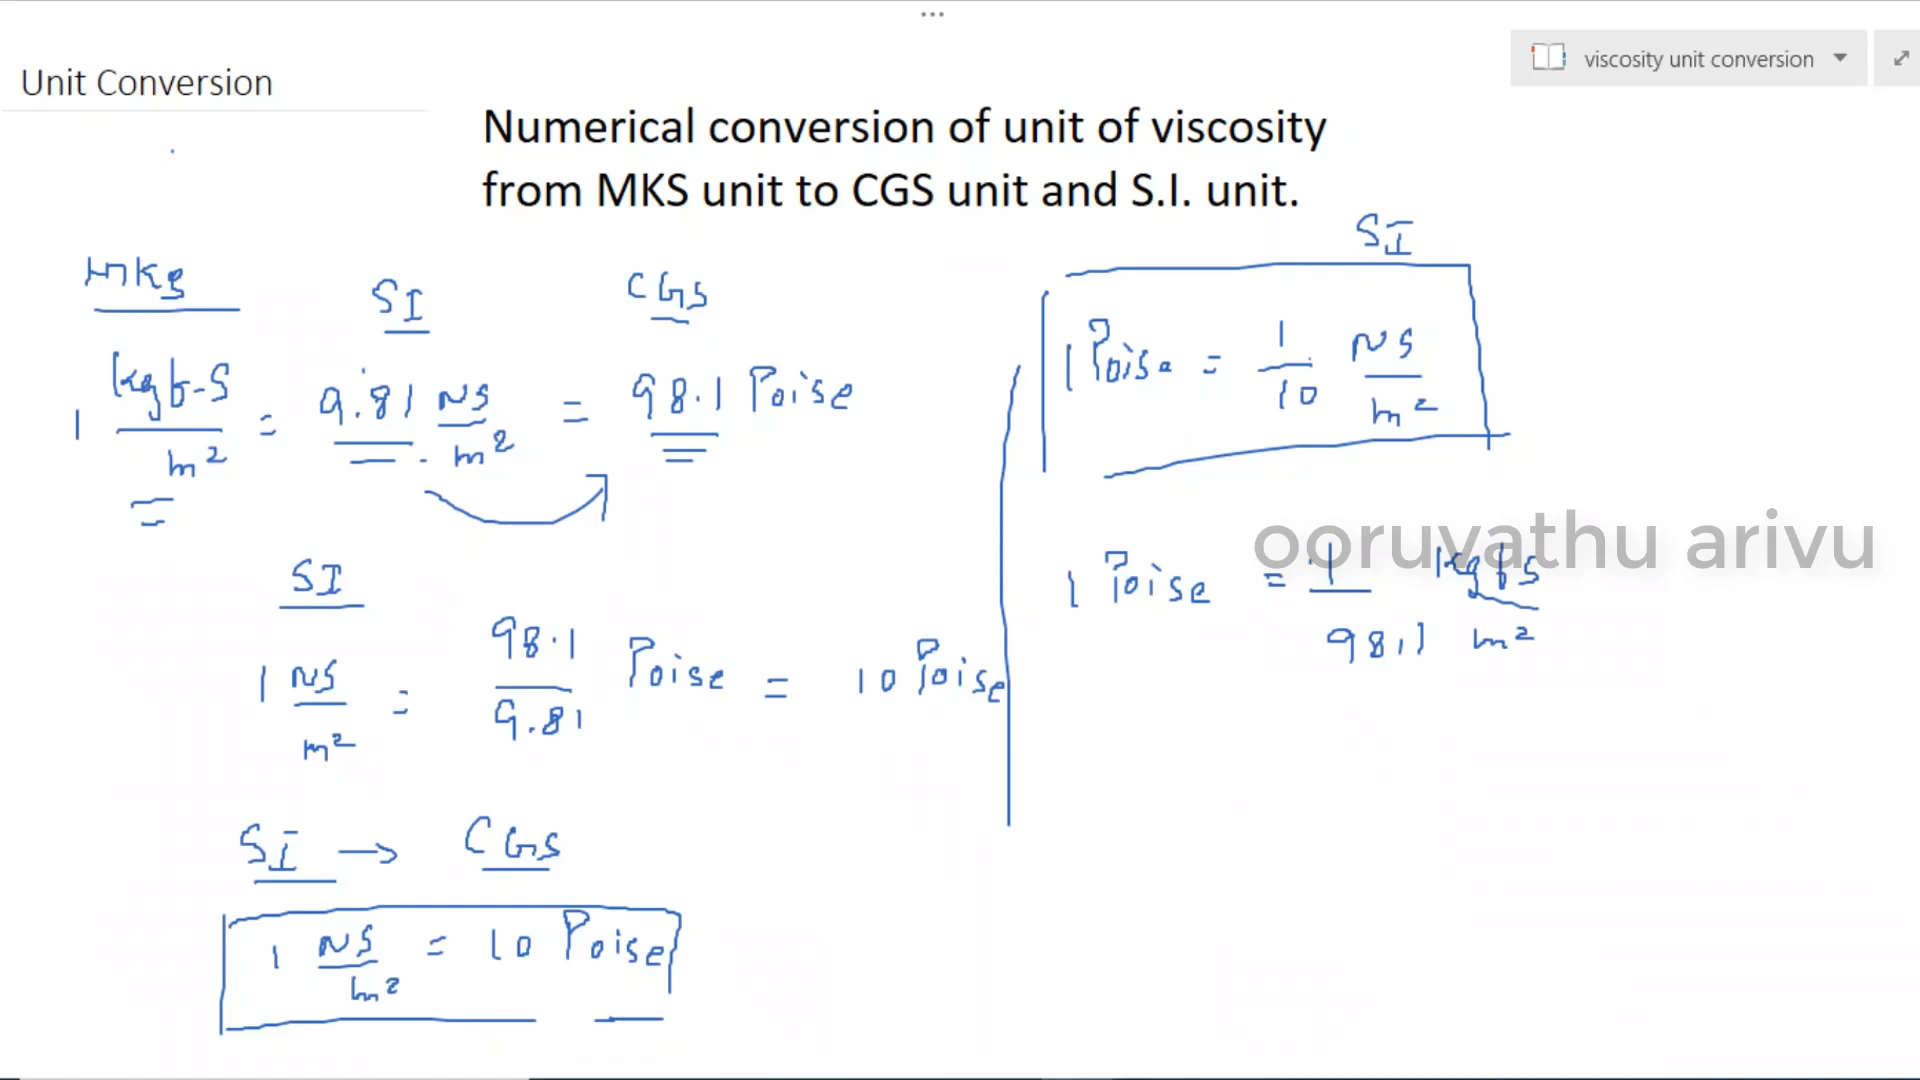 ...
viscosity unit conversion
Unit Conversion
Numerical conversion of unit of viscosity
from MKS unit to CGS unit and S.I. unit.
MKS SI CGS
1 kgf-s/m² = 9.81 NS/m² = 98.1 Poise
SI
1 NS/m² = 98.1/9.81 Poise = 10 Poise
SI → CGS
1 NS/m² = 10 Poise
SI
1 Poise = 1/10 NS/m²
ooruvathu arivu
1 Poise = 1/98.1 kgfs/m²